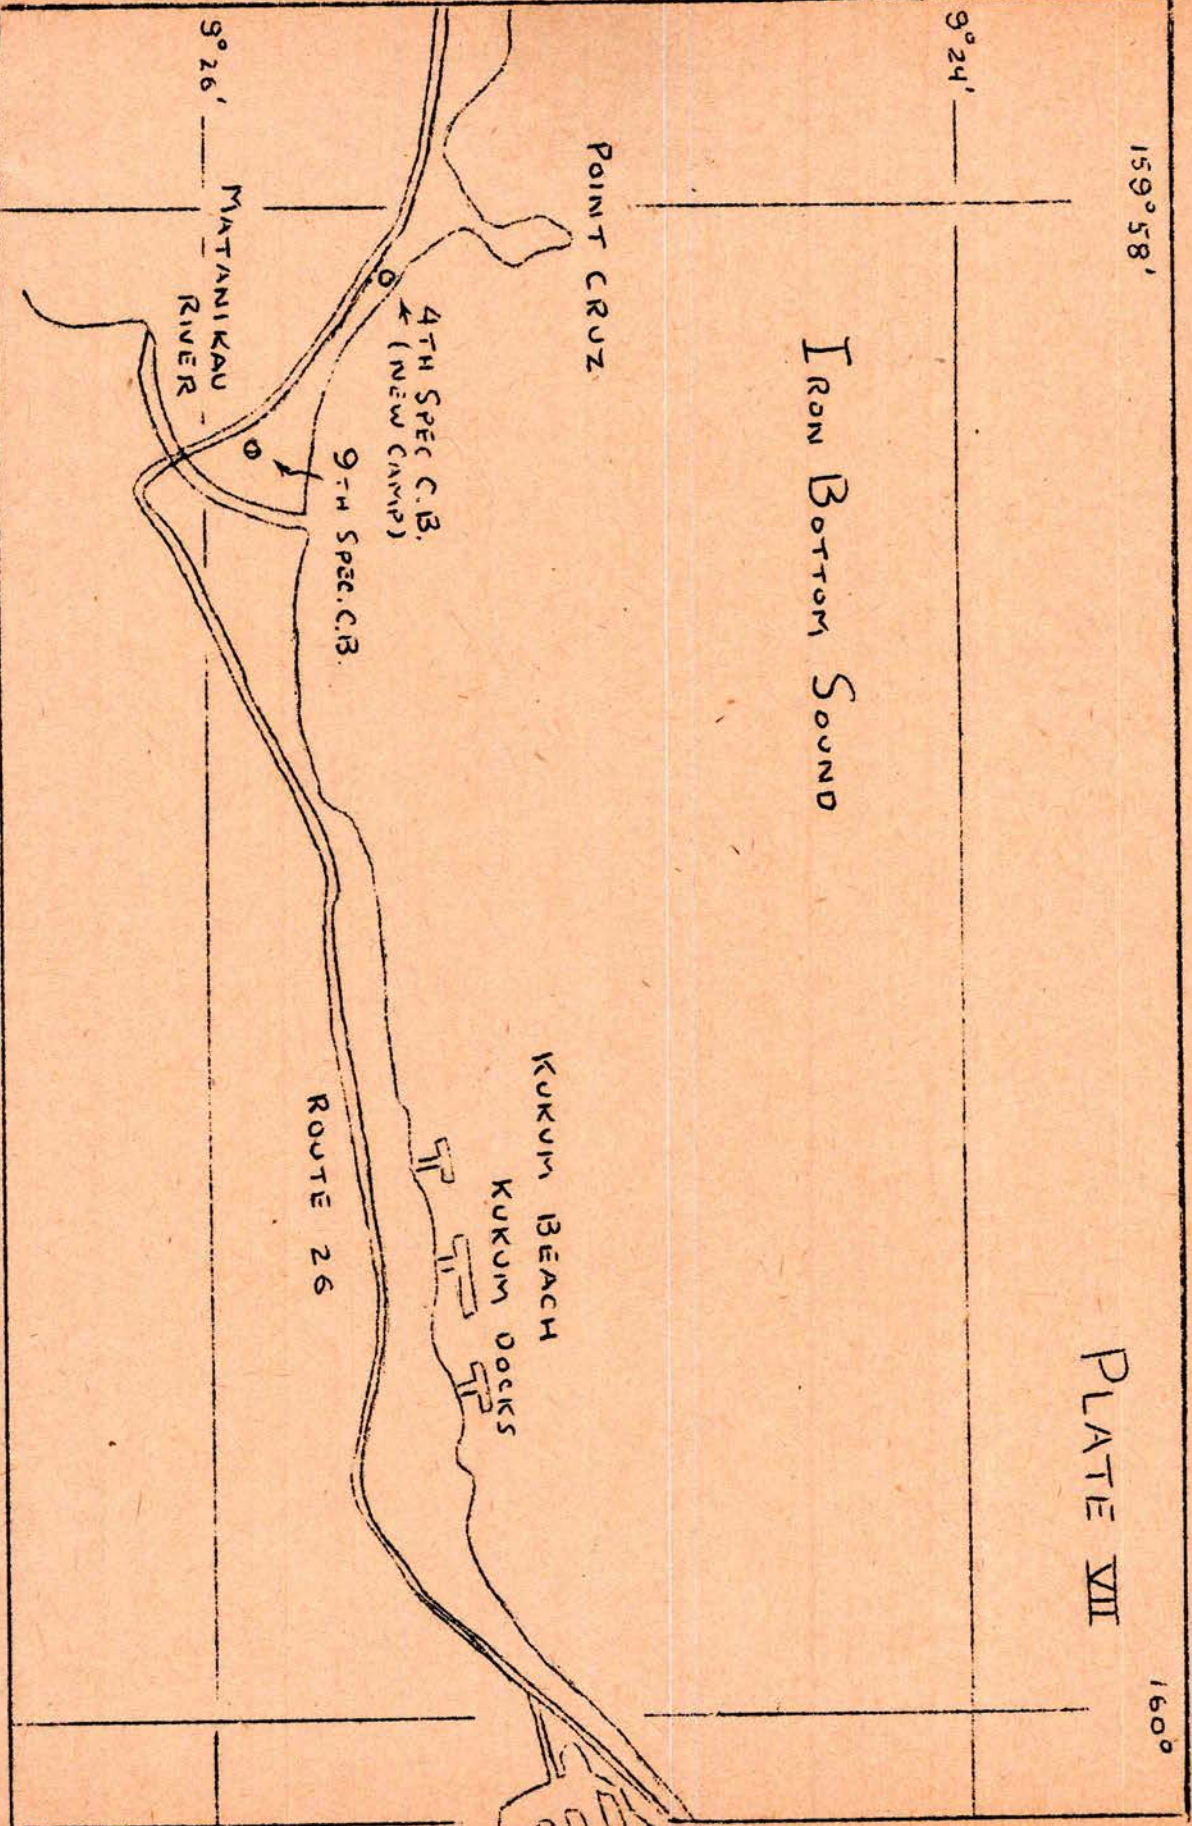 PLATE VII
159° 58'
160°
9° 24'
IRON BOTTOM SOUND
POINT CRUZ
KUKUM BEACH
KUKUM DOCKS
4TH SPEC C.B.
(NEW CAMP)
9TH SPEC. C.B.
ROUTE 26
MATANIKAU
RIVER
9° 26'